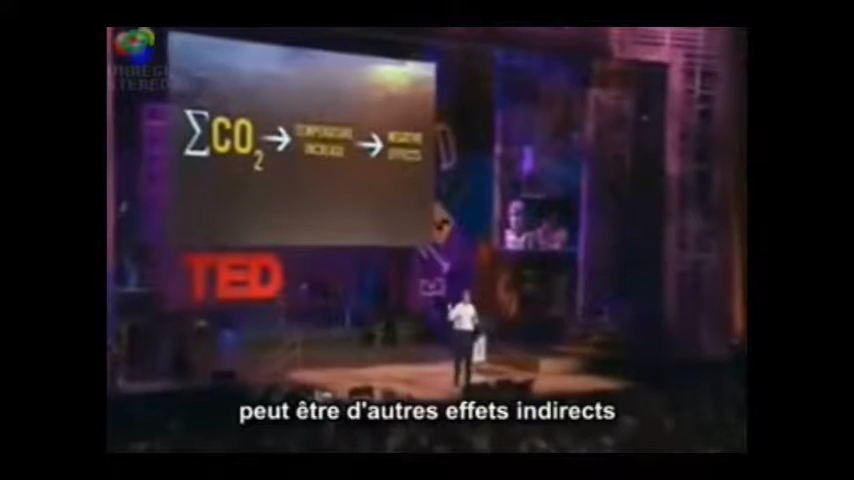 ΣCO₂ → TEMPERATURE INCREASE → NEGATIVE EFFECTS
TED
peut être d'autres effets indirects